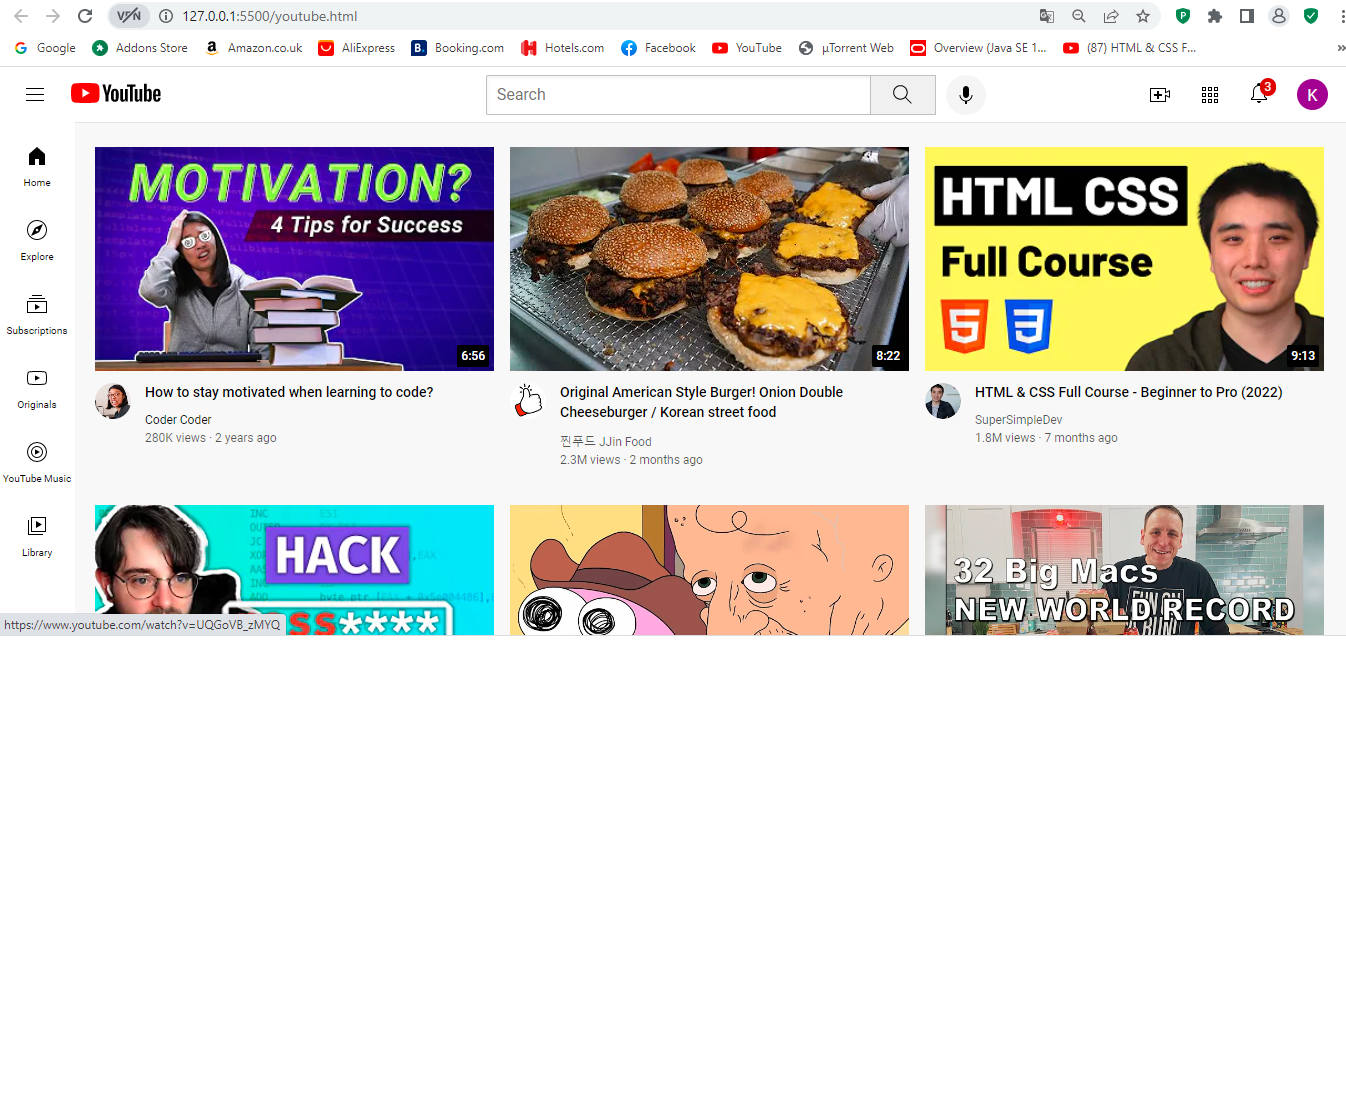 VPN 127.0.0.1:5500/youtube.html
Google Addons Store Amazon.co.uk AliExpress Booking.com Hotels.com Facebook YouTube µTorrent Web Overview (Java SE 1... (87) HTML & CSS F... »
YouTube Search 3 K
Home
Explore
Subscriptions
Originals
YouTube Music
Library
MOTIVATION?
4 Tips for Success
6:56
How to stay motivated when learning to code?
Coder Coder
280K views · 2 years ago
8:22
Original American Style Burger! Onion Double
Cheeseburger / Korean street food
찐푸드 JJin Food
2.3M views · 2 months ago
HTML CSS
Full Course
9:13
HTML & CSS Full Course - Beginner to Pro (2022)
SuperSimpleDev
1.8M views · 7 months ago
HACK
SS****
32 Big Macs
NEW WORLD RECORD
https://www.youtube.com/watch?v=UQGoVB_zMYQ